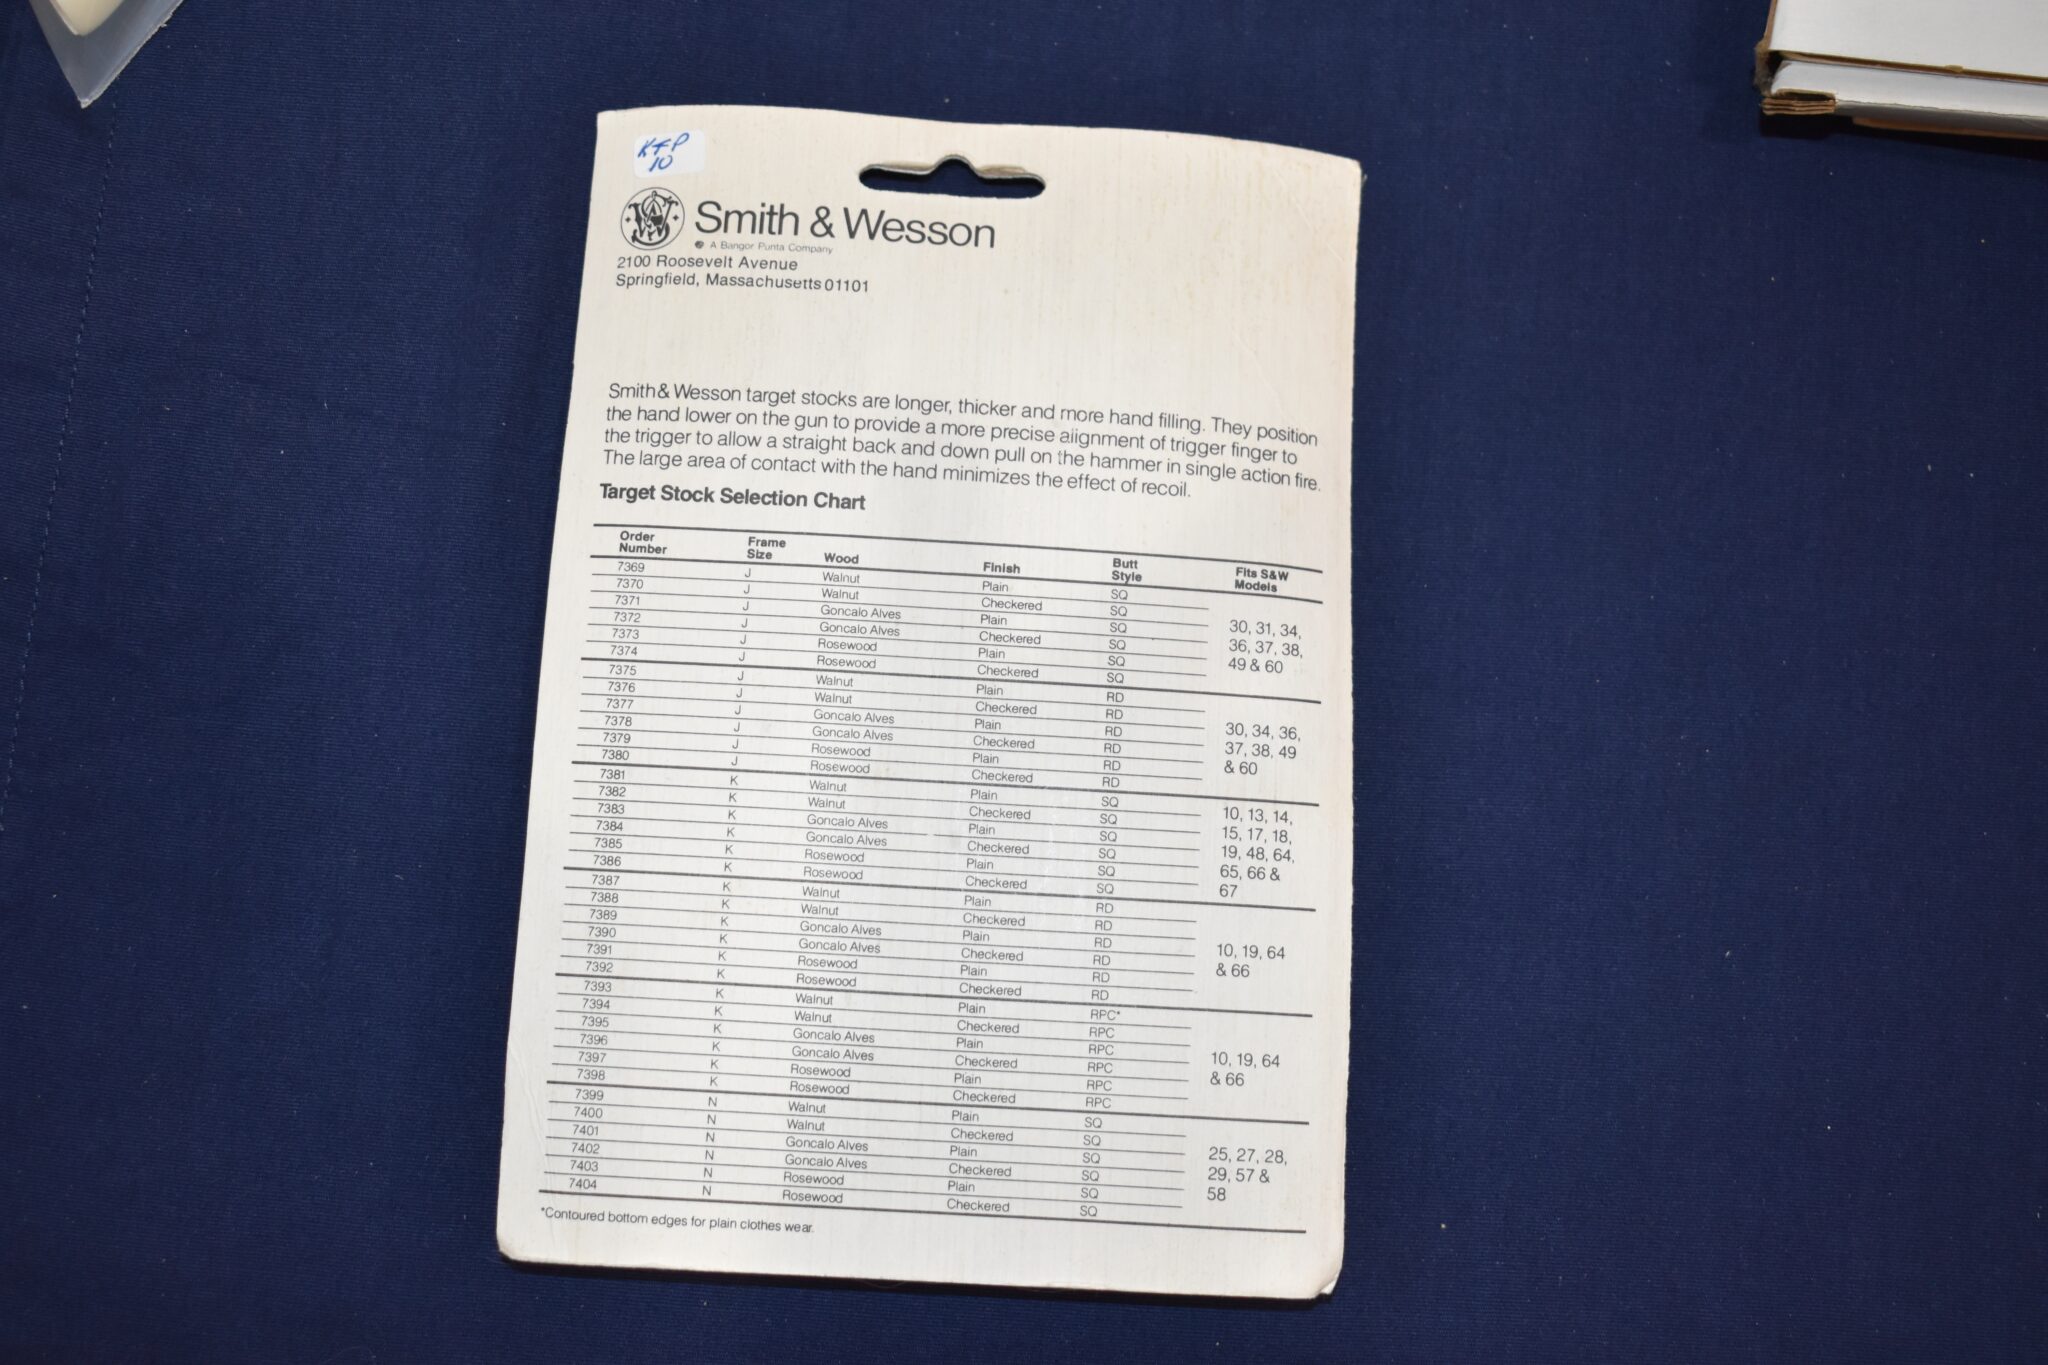 KFP
10
Smith & Wesson
A Bangor Punta Company
2100 Roosevelt Avenue
Springfield, Massachusetts 01101
Smith & Wesson target stocks are longer, thicker and more hand filling. They position
the hand lower on the gun to provide a more precise alignment of trigger finger to
the trigger to allow a straight back and down pull on the hammer in single action fire.
The large area of contact with the hand minimizes the effect of recoil.
Target Stock Selection Chart
Order Number Frame Size Wood Finish Butt Style Fits S&W Models
7369 J Walnut Plain SQ
7370 J Walnut Checkered SQ
7371 J Goncalo Alves Plain SQ
7372 J Goncalo Alves Checkered SQ
7373 J Rosewood Plain SQ
7374 J Rosewood Checkered SQ
30, 31, 34,
36, 37, 38,
49 & 60
7375 J Walnut Plain RD
7376 J Walnut Checkered RD
7377 J Goncalo Alves Plain RD
7378 J Goncalo Alves Checkered RD
7379 J Rosewood Plain RD
7380 J Rosewood Checkered RD
30, 34, 36,
37, 38, 49
& 60
7381 K Walnut Plain SQ
7382 K Walnut Checkered SQ
7383 K Goncalo Alves Plain SQ
7384 K Goncalo Alves Checkered SQ
7385 K Rosewood Plain SQ
7386 K Rosewood Checkered SQ
10, 13, 14,
15, 17, 18,
19, 48, 64,
65, 66 &
67
7387 K Walnut Plain RD
7388 K Walnut Checkered RD
7389 K Goncalo Alves Plain RD
7390 K Goncalo Alves Checkered RD
7391 K Rosewood Plain RD
7392 K Rosewood Checkered RD
10, 19, 64
& 66
7393 K Walnut Plain RPC*
7394 K Walnut Checkered RPC
7395 K Goncalo Alves Plain RPC
7396 K Goncalo Alves Checkered RPC
7397 K Rosewood Plain RPC
7398 K Rosewood Checkered RPC
10, 19, 64
& 66
7399 N Walnut Plain SQ
7400 N Walnut Checkered SQ
7401 N Goncalo Alves Plain SQ
7402 N Goncalo Alves Checkered SQ
7403 N Rosewood Plain SQ
7404 N Rosewood Checkered SQ
25, 27, 28,
29, 57 &
58
*Contoured bottom edges for plain clothes wear.